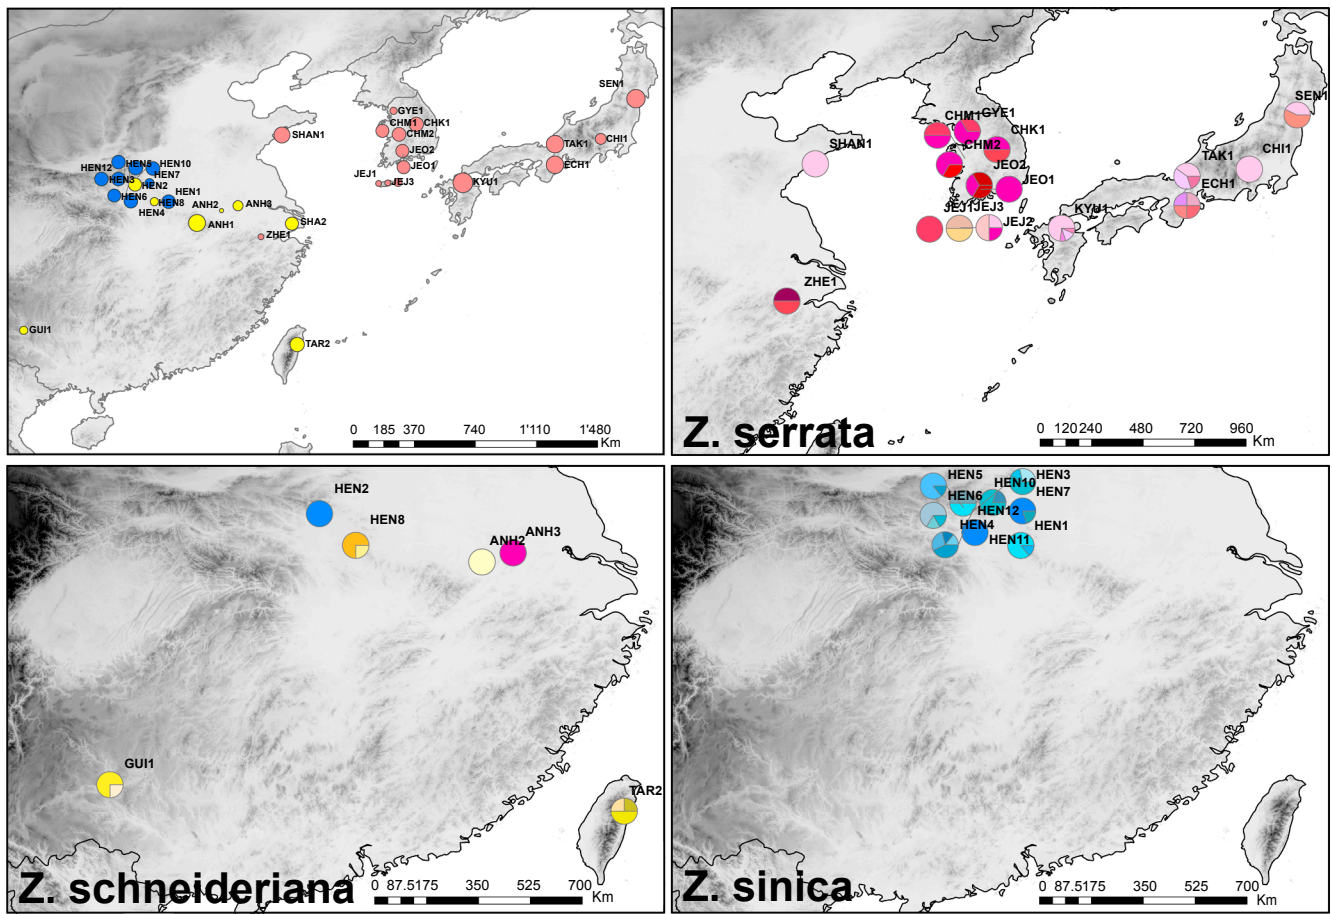 SEN1
GYE1
CHM1 CHK1
SHAN1
CHM2
TAK1
CHI1
JEO2
HEN5 HEN10
HEN12
HEN7
JEO1
ECH1
HEN3
HEN2
JEJ1
JEJ3
KYU1
HEN6
HEN1
HEN8
ANH2
ANH3
HEN4
ANH1
SHA2
ZHE1
GUI1
TAR2
0 185 370 740 1'110 1'480
Km
SEN1
CHM1 GYE1
CHK1
SHAN1
CHM2
CHI1
TAK1
JEO2
JEO1
ECH1
JEJ1 JEJ3
KYU1
JEJ2
ZHE1
Z. serrata
0 120 240 480 720 960
Km
HEN2
HEN8
ANH3
ANH2
GUI1
TAR2
Z. schneideriana
0 87.5175 350 525 700
Km
HEN5 HEN3
HEN10
HEN6 HEN7
HEN12
HEN4 HEN1
HEN11
Z. sinica
0 87.5175 350 525 700
Km